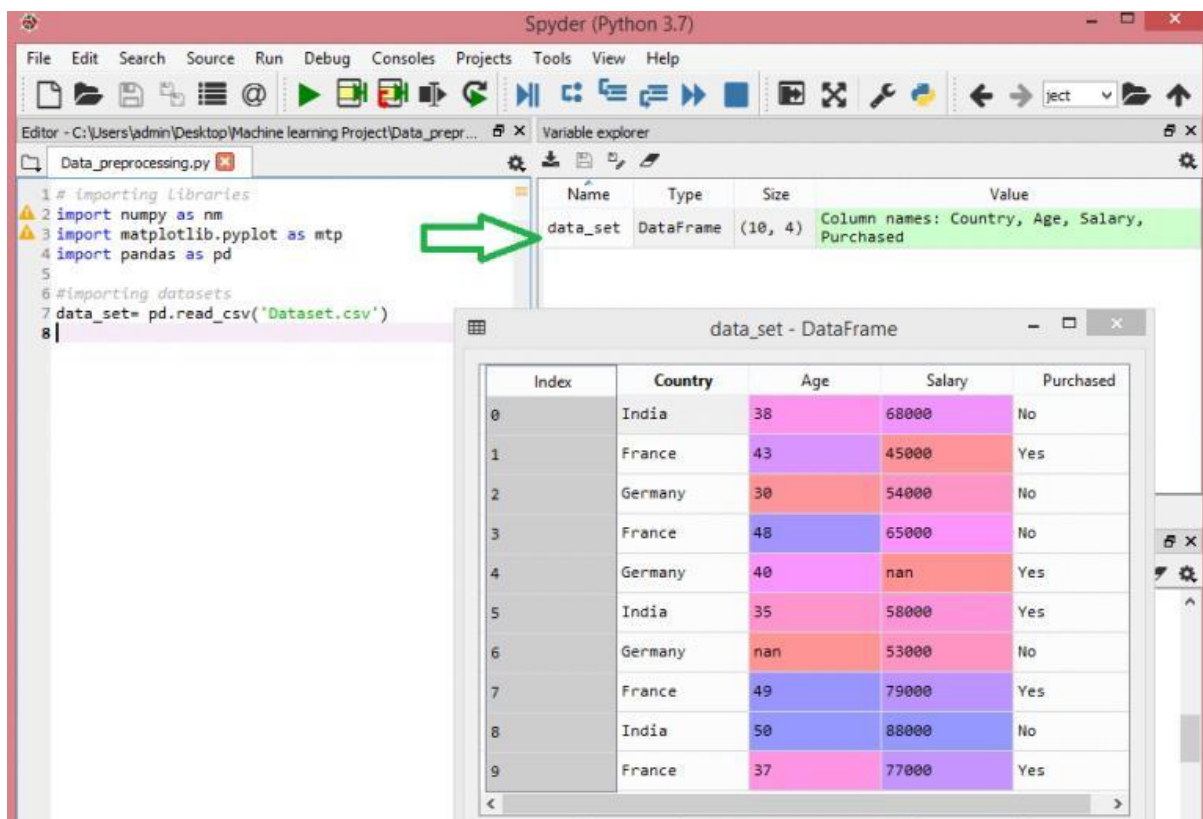 Spyder (Python 3.7)
File Edit Search Source Run Debug Consoles Projects Tools View Help
ject
Editor - C:\Users\admin\Desktop\Machine learning Project\Data_prepr...
Data_preprocessing.py
1 # importing libraries
2 import numpy as nm
3 import matplotlib.pyplot as mtp
4 import pandas as pd
5
6 #importing datasets
7 data_set= pd.read_csv('Dataset.csv')
8
Variable explorer
Name Type Size Value
data_set DataFrame (10, 4) Column names: Country, Age, Salary,
Purchased
data_set - DataFrame
Index Country Age Salary Purchased
0 India 38 68000 No
1 France 43 45000 Yes
2 Germany 30 54000 No
3 France 48 65000 No
4 Germany 40 nan Yes
5 India 35 58000 Yes
6 Germany nan 53000 No
7 France 49 79000 Yes
8 India 50 88000 No
9 France 37 77000 Yes